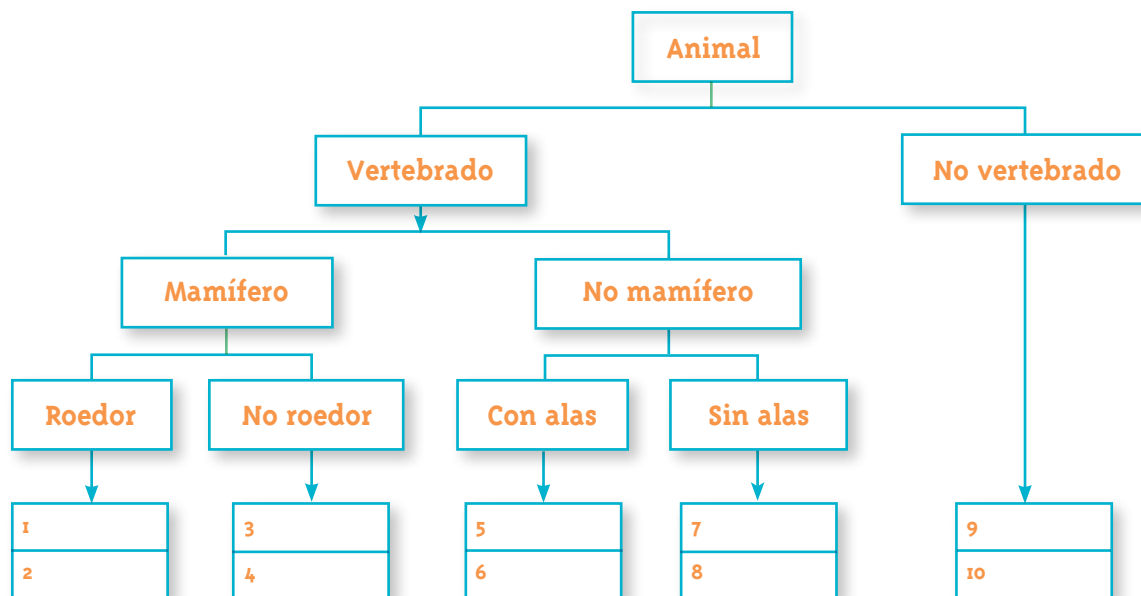 Animal
Vertebrado
No vertebrado
Mamífero
No mamífero
Roedor
No roedor
Con alas
Sin alas
1
3
5
7
9
2
4
6
8
10